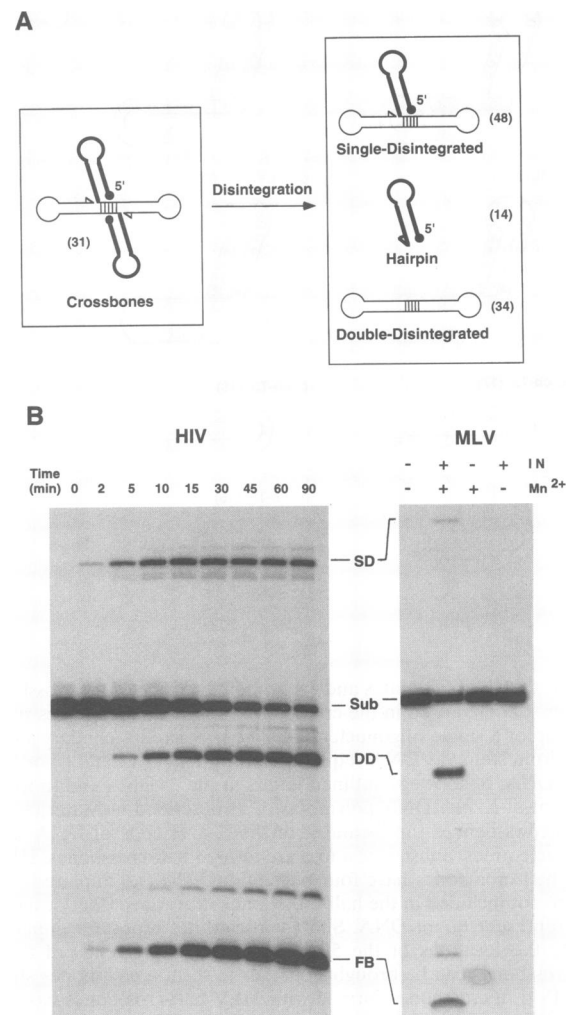 A
5'
(31)
Crossbones
Disintegration
5'
(48)
Single-Disintegrated
5'
(14)
Hairpin
(34)
Double-Disintegrated
B
HIV
MLV
Time
(min) 0 2 5 10 15 30 45 60 90
- + - + IN
- + + - Mn 2+
SD
Sub
DD
FB